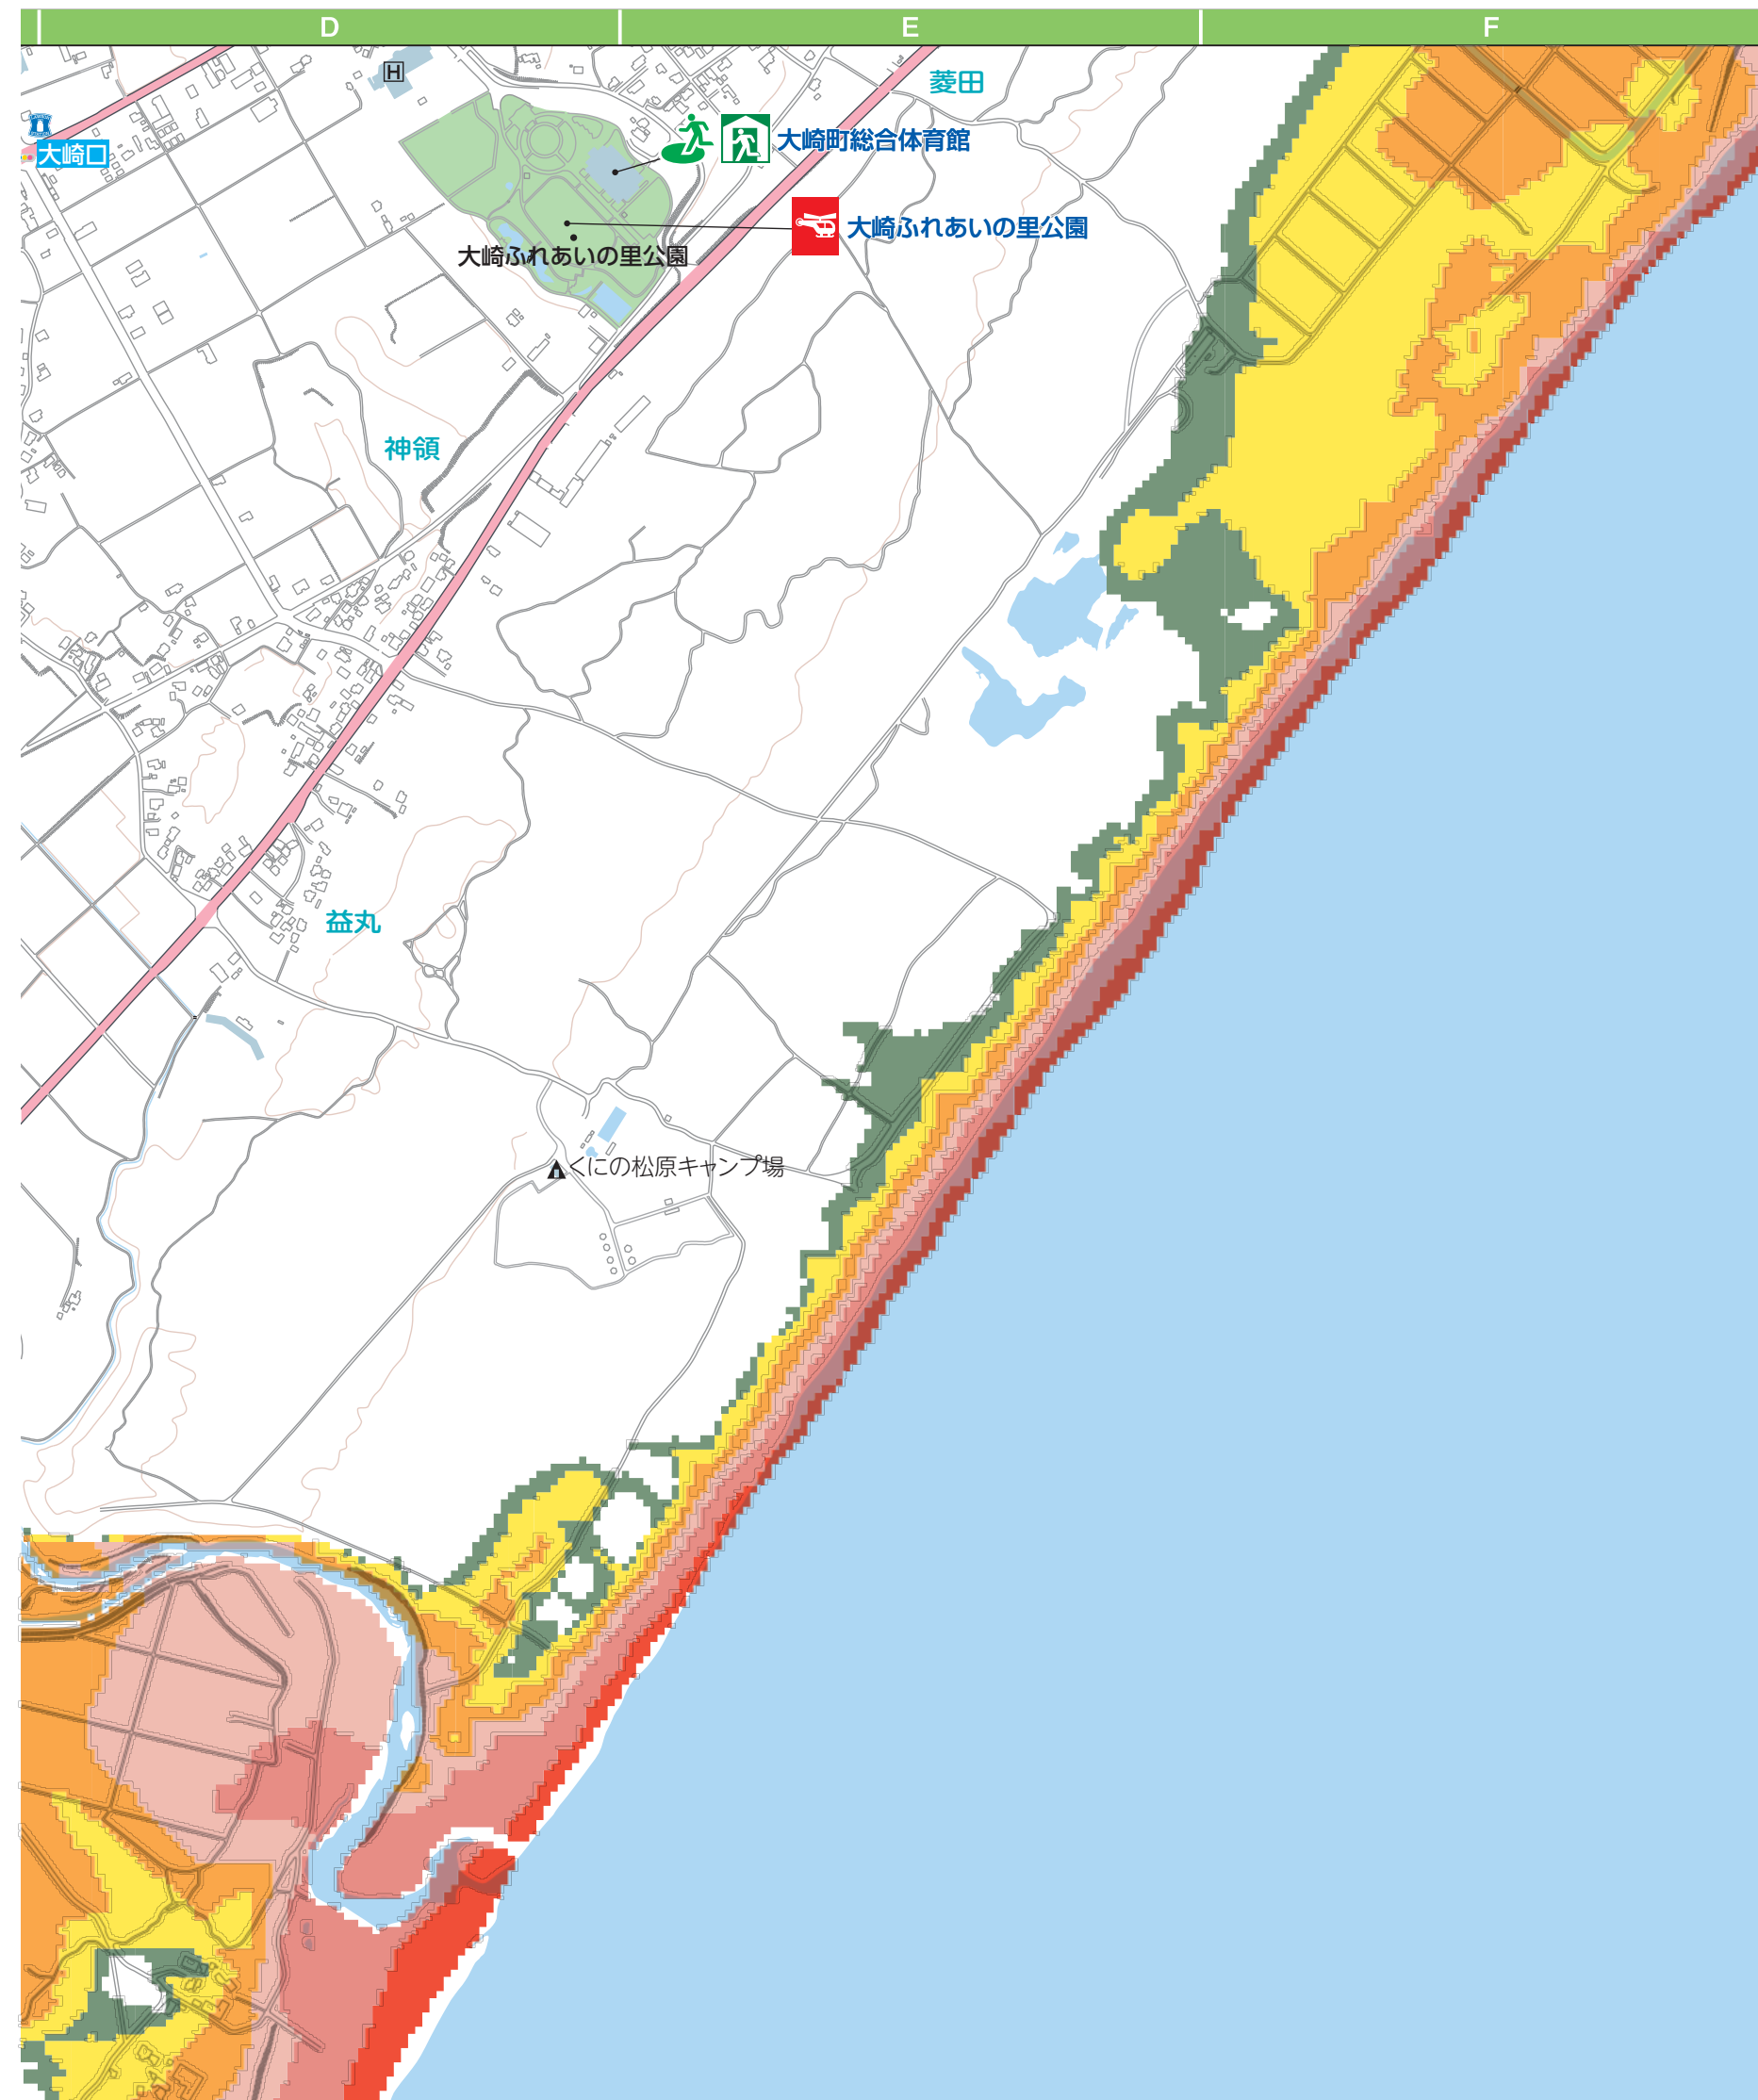 D
E
F
H
菱田
大崎町総合体育館
大崎口
大崎ふれあいの里公園
大崎ふれあいの里公園
神領
益丸
くにの松原キャンプ場